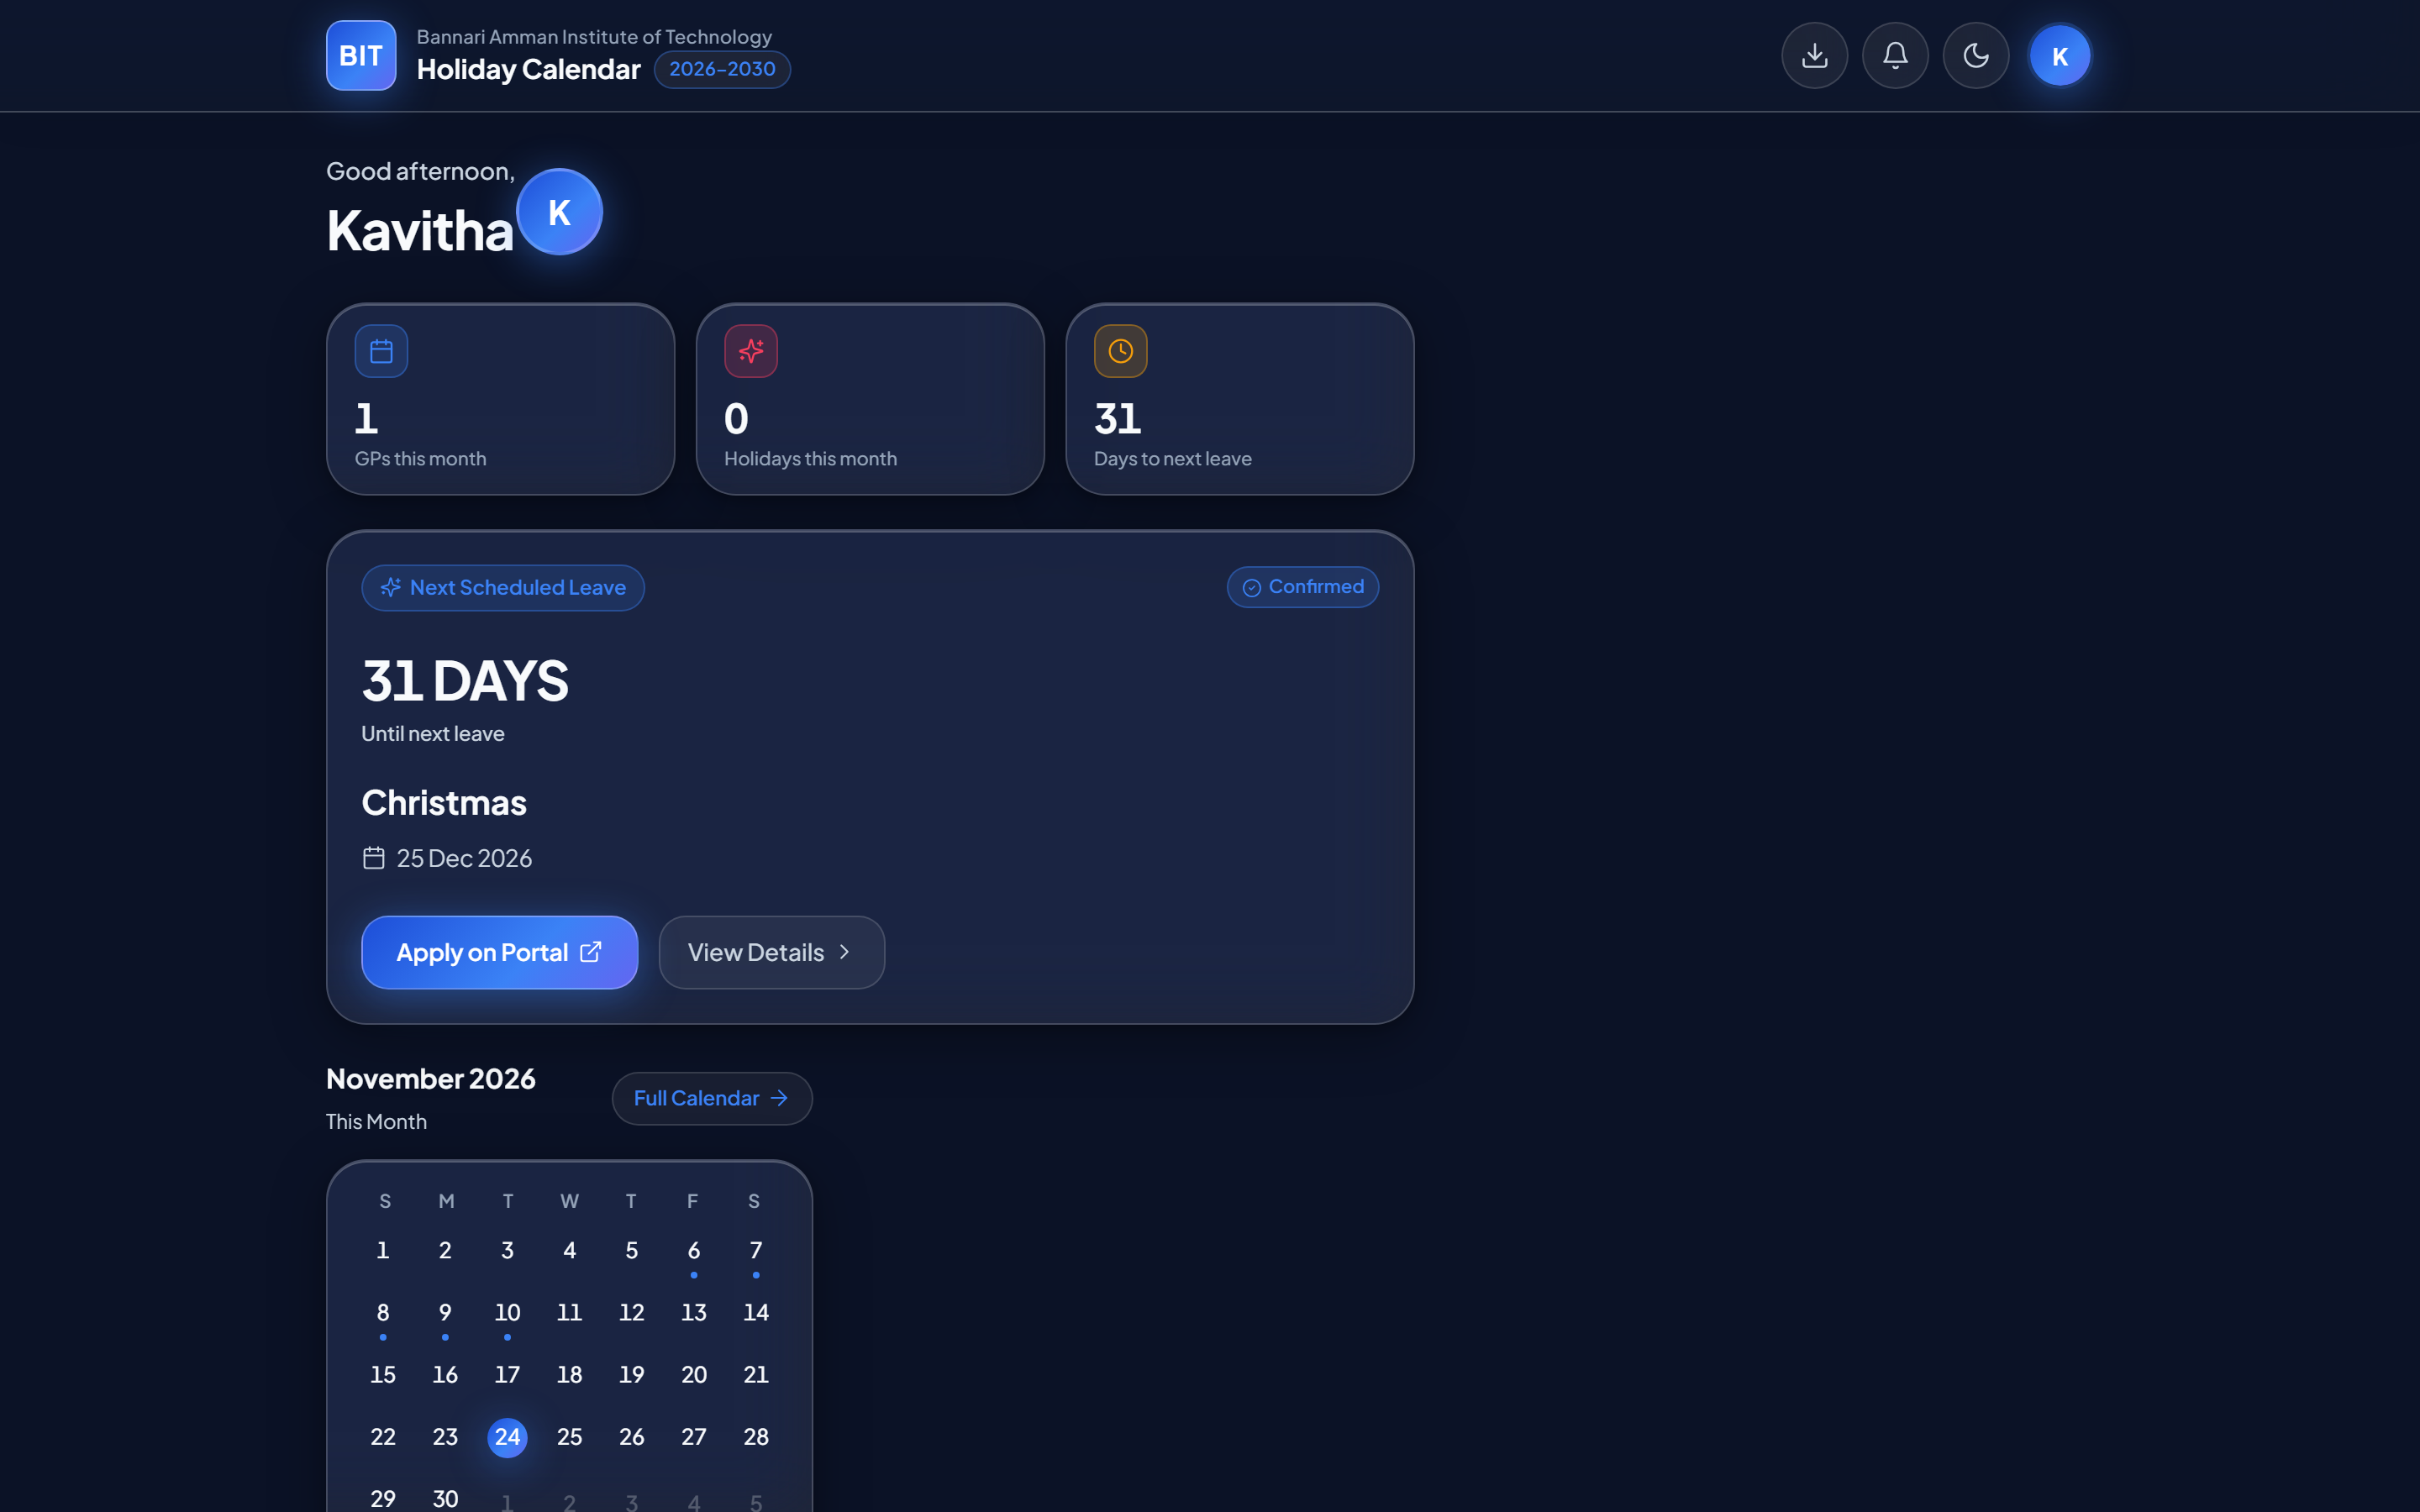 BIT
Bannari Amman Institute of Technology
Holiday Calendar 2026–2030
K
Good afternoon,
Kavitha
K
1
GPs this month
0
Holidays this month
31
Days to next leave
Next Scheduled Leave
Confirmed
31 DAYS
Until next leave
Christmas
25 Dec 2026
Apply on Portal
View Details
November 2026
This Month
Full Calendar
S M T W T F S
1 2 3 4 5 6 7
8 9 10 11 12 13 14
15 16 17 18 19 20 21
22 23 24 25 26 27 28
29 30 1 2 3 4 5